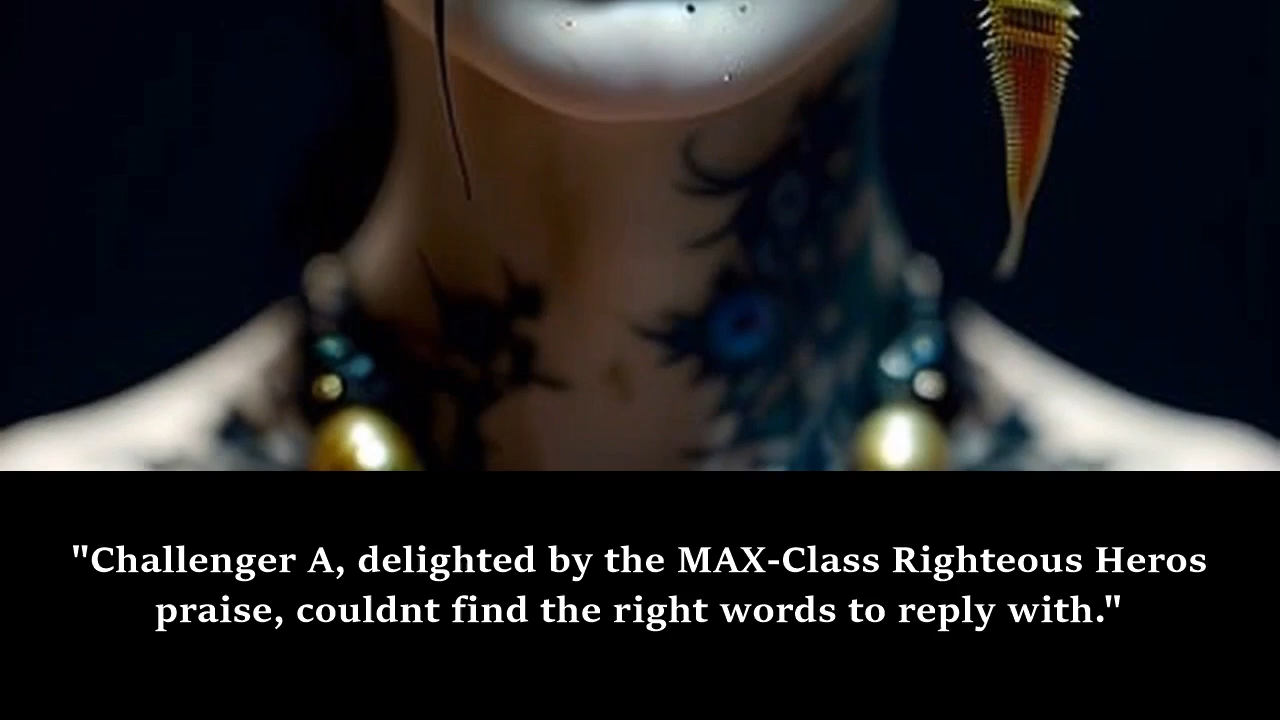 "Challenger A, delighted by the MAX-Class Righteous Heros
praise, couldnt find the right words to reply with."